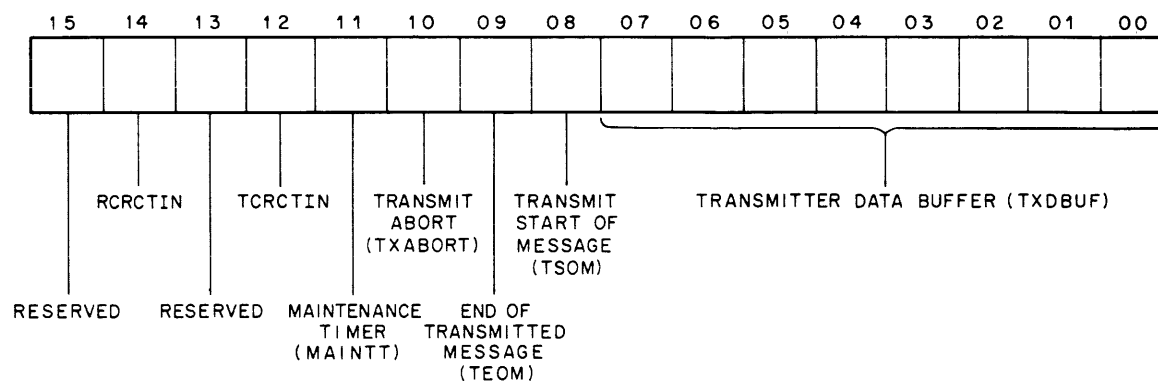 15 14 13 12 11 10 09 08 07 06 05 04 03 02 01 00
RCRCTIN
TCRCTIN
TRANSMIT
ABORT
(TXABORT)
TRANSMIT
START OF
MESSAGE
(TSOM)
TRANSMITTER DATA BUFFER (TXDBUF)
RESERVED
RESERVED
MAINTENANCE
TIMER
(MAINTT)
END OF
TRANSMITTED
MESSAGE
(TEOM)